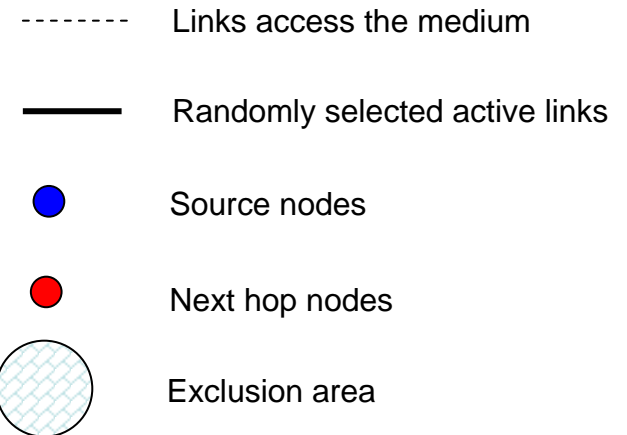 Links access the medium
Randomly selected active links
Source nodes
Next hop nodes
Exclusion area